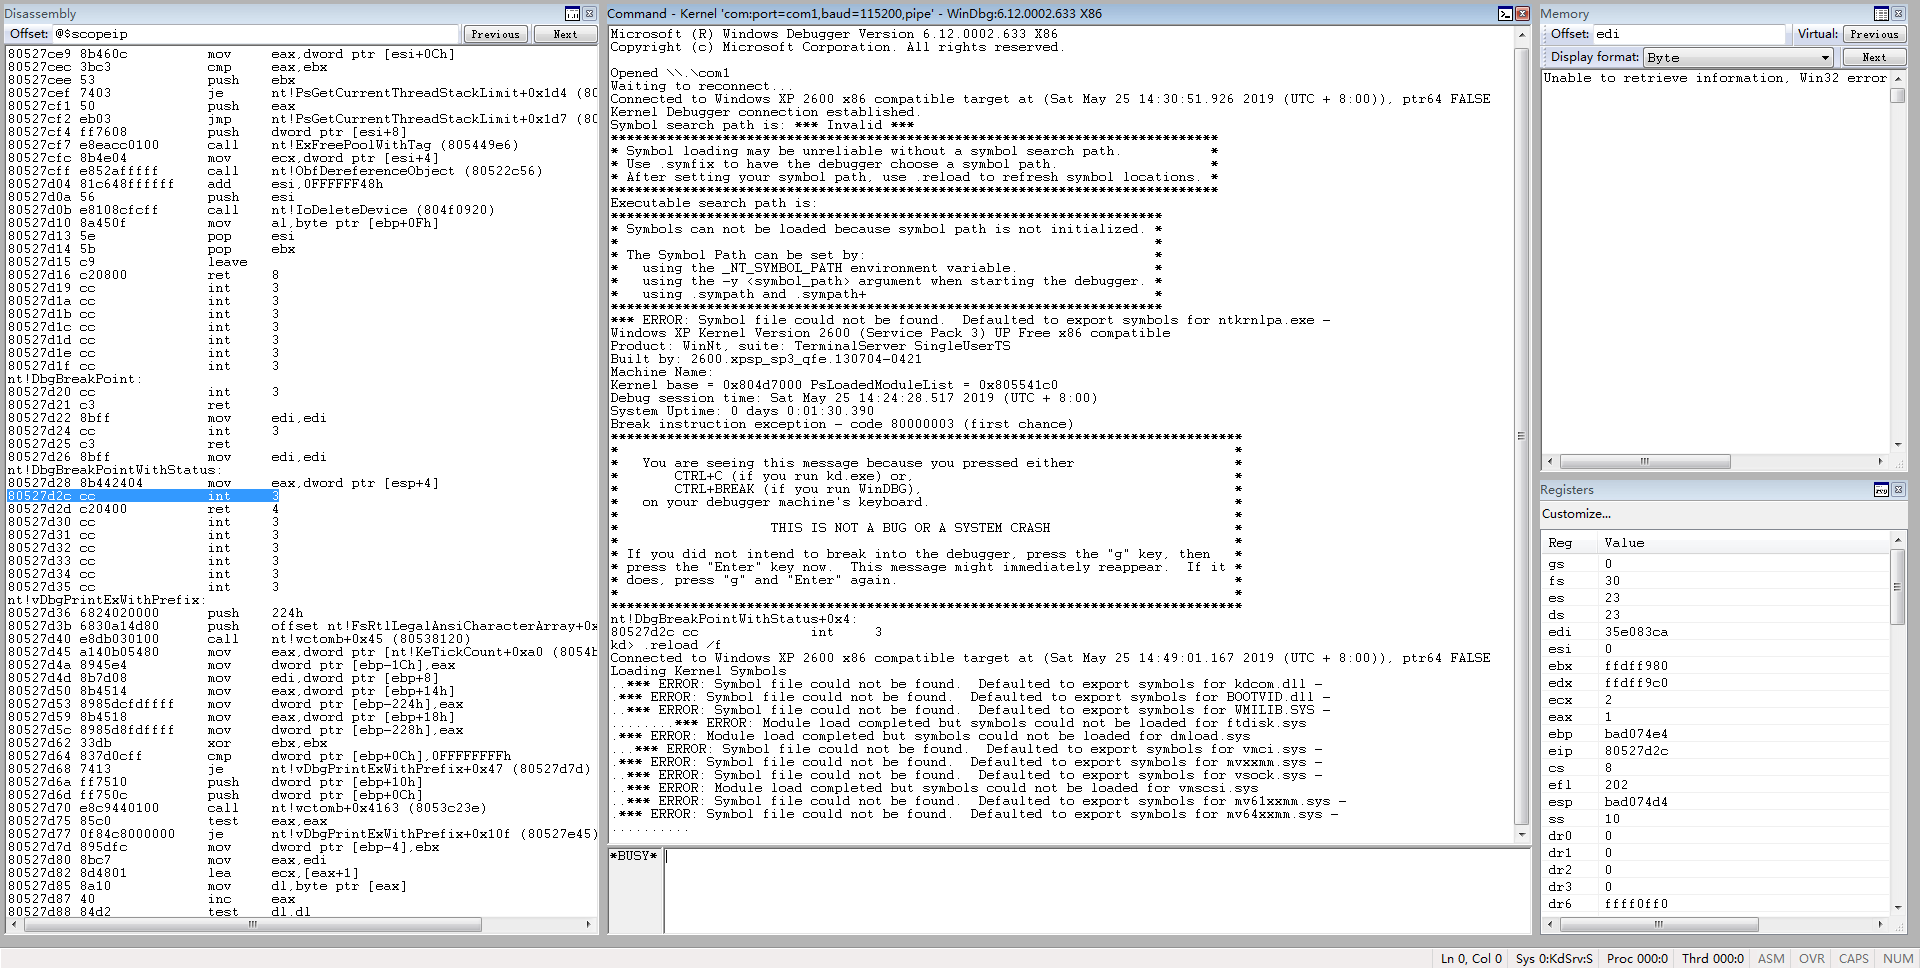 Disassembly
Offset: @$scopeip Previous Next
80527ce9 8b460c mov eax,dword ptr [esi+0Ch]
80527cec 3bc3 cmp eax,ebx
80527cee 53 push ebx
80527cef 7403 je nt!PsGetCurrentThreadStackLimit+0x1d4 (80
80527cf1 50 push eax
80527cf2 eb03 jmp nt!PsGetCurrentThreadStackLimit+0x1d7 (80
80527cf4 ff7608 push dword ptr [esi+8]
80527cf7 e8eacc0100 call nt!ExFreePoolWithTag (805449e6)
80527cfc 8b4e04 mov ecx,dword ptr [esi+4]
80527cff e852afffff call nt!ObfDereferenceObject (80522c56)
80527d04 81c648ffffff add esi,0FFFFFF48h
80527d0a 56 push esi
80527d0b e8108cfcff call nt!IoDeleteDevice (804f0920)
80527d10 8a450f mov al,byte ptr [ebp+0Fh]
80527d13 5e pop esi
80527d14 5b pop ebx
80527d15 c9 leave
80527d16 c20800 ret 8
80527d19 cc int 3
80527d1a cc int 3
80527d1b cc int 3
80527d1c cc int 3
80527d1d cc int 3
80527d1e cc int 3
80527d1f cc int 3
nt!DbgBreakPoint:
80527d20 cc int 3
80527d21 c3 ret
80527d22 8bff mov edi,edi
80527d24 cc int 3
80527d25 c3 ret
80527d26 8bff mov edi,edi
nt!DbgBreakPointWithStatus:
80527d28 8b442404 mov eax,dword ptr [esp+4]
80527d2c cc int 3
80527d2d c20400 ret 4
80527d30 cc int 3
80527d31 cc int 3
80527d32 cc int 3
80527d33 cc int 3
80527d34 cc int 3
80527d35 cc int 3
nt!vDbgPrintExWithPrefix:
80527d36 6824020000 push 224h
80527d3b 6830a14d80 push offset nt!FsRtlLegalAnsiCharacterArray+0x
80527d40 e8db030100 call nt!wctomb+0x45 (80538120)
80527d45 a140b05480 mov eax,dword ptr [nt!KeTickCount+0xa0 (8054b
80527d4a 8945e4 mov dword ptr [ebp-1Ch],eax
80527d4d 8b7d08 mov edi,dword ptr [ebp+8]
80527d50 8b4514 mov eax,dword ptr [ebp+14h]
80527d53 8985dcfdffff mov dword ptr [ebp-224h],eax
80527d59 8b4518 mov eax,dword ptr [ebp+18h]
80527d5c 8985d8fdffff mov dword ptr [ebp-228h],eax
80527d62 33db xor ebx,ebx
80527d64 837d0cff cmp dword ptr [ebp+0Ch],0FFFFFFFFh
80527d68 7413 je nt!vDbgPrintExWithPrefix+0x47 (80527d7d)
80527d6a ff7510 push dword ptr [ebp+10h]
80527d6d ff750c push dword ptr [ebp+0Ch]
80527d70 e8c9440100 call nt!wctomb+0x4163 (8053c23e)
80527d75 85c0 test eax,eax
80527d77 0f84c8000000 je nt!vDbgPrintExWithPrefix+0x10f (80527e45)
80527d7d 895dfc mov dword ptr [ebp-4],ebx
80527d80 8bc7 mov eax,edi
80527d82 8d4801 lea ecx,[eax+1]
80527d85 8a10 mov dl,byte ptr [eax]
80527d87 40 inc eax
80527d88 84d2 test dl,dl
Command - Kernel 'com:port=com1,baud=115200,pipe' - WinDbg:6.12.0002.633 X86
Microsoft (R) Windows Debugger Version 6.12.0002.633 X86
Copyright (c) Microsoft Corporation. All rights reserved.
Opened \\.\com1
Waiting to reconnect...
Connected to Windows XP 2600 x86 compatible target at (Sat May 25 14:30:51.926 2019 (UTC + 8:00)), ptr64 FALSE
Kernel Debugger connection established.
Symbol search path is: *** Invalid ***
****************************************************************************
* Symbol loading may be unreliable without a symbol search path. *
* Use .symfix to have the debugger choose a symbol path. *
* After setting your symbol path, use .reload to refresh symbol locations. *
****************************************************************************
Executable search path is:
*********************************************************************
* Symbols can not be loaded because symbol path is not initialized. *
* *
* The Symbol Path can be set by: *
* using the _NT_SYMBOL_PATH environment variable. *
* using the -y <symbol_path> argument when starting the debugger. *
* using .sympath and .sympath+ *
*********************************************************************
*** ERROR: Symbol file could not be found. Defaulted to export symbols for ntkrnlpa.exe -
Windows XP Kernel Version 2600 (Service Pack 3) UP Free x86 compatible
Product: WinNt, suite: TerminalServer SingleUserTS
Built by: 2600.xpsp_sp3_qfe.130704-0421
Machine Name:
Kernel base = 0x804d7000 PsLoadedModuleList = 0x805541c0
Debug session time: Sat May 25 14:24:28.517 2019 (UTC + 8:00)
System Uptime: 0 days 0:01:30.390
Break instruction exception - code 80000003 (first chance)
*******************************************************************************
* *
* You are seeing this message because you pressed either *
* CTRL+C (if you run kd.exe) or, *
* CTRL+BREAK (if you run WinDBG), *
* on your debugger machine's keyboard. *
* *
* THIS IS NOT A BUG OR A SYSTEM CRASH *
* *
* If you did not intend to break into the debugger, press the "g" key, then *
* press the "Enter" key now. This message might immediately reappear. If it *
* does, press "g" and "Enter" again. *
* *
*******************************************************************************
nt!DbgBreakPointWithStatus+0x4:
80527d2c cc int 3
kd> .reload /f
Connected to Windows XP 2600 x86 compatible target at (Sat May 25 14:49:01.167 2019 (UTC + 8:00)), ptr64 FALSE
Loading Kernel Symbols
..*** ERROR: Symbol file could not be found. Defaulted to export symbols for kdcom.dll -
.*** ERROR: Symbol file could not be found. Defaulted to export symbols for BOOTVID.dll -
..*** ERROR: Symbol file could not be found. Defaulted to export symbols for WMILIB.SYS -
........*** ERROR: Module load completed but symbols could not be loaded for ftdisk.sys
.*** ERROR: Module load completed but symbols could not be loaded for dmload.sys
...*** ERROR: Symbol file could not be found. Defaulted to export symbols for vmci.sys -
.*** ERROR: Symbol file could not be found. Defaulted to export symbols for mvxxmm.sys -
..*** ERROR: Symbol file could not be found. Defaulted to export symbols for vsock.sys -
..*** ERROR: Module load completed but symbols could not be loaded for vmscsi.sys
.*** ERROR: Symbol file could not be found. Defaulted to export symbols for mv61xxmm.sys -
.*** ERROR: Symbol file could not be found. Defaulted to export symbols for mv64xxmm.sys -
..........
*BUSY*
Memory
Offset: edi Virtual: Previous
Display format: Byte Next
Unable to retrieve information, Win32 error
Registers
Customize...
Reg Value
gs 0
fs 30
es 23
ds 23
edi 35e083ca
esi 0
ebx ffdff980
edx ffdff9c0
ecx 2
eax 1
ebp bad074e4
eip 80527d2c
cs 8
efl 202
esp bad074d4
ss 10
dr0 0
dr1 0
dr2 0
dr3 0
dr6 ffff0ff0
Ln 0, Col 0 Sys 0:KdSrv:S Proc 000:0 Thrd 000:0 ASM OVR CAPS NUM